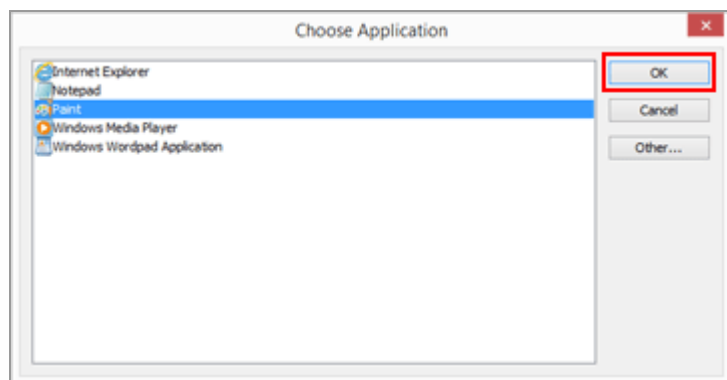 Choose Application
Internet Explorer
Notepad
Paint
Windows Media Player
Windows Wordpad Application
OK
Cancel
Other...